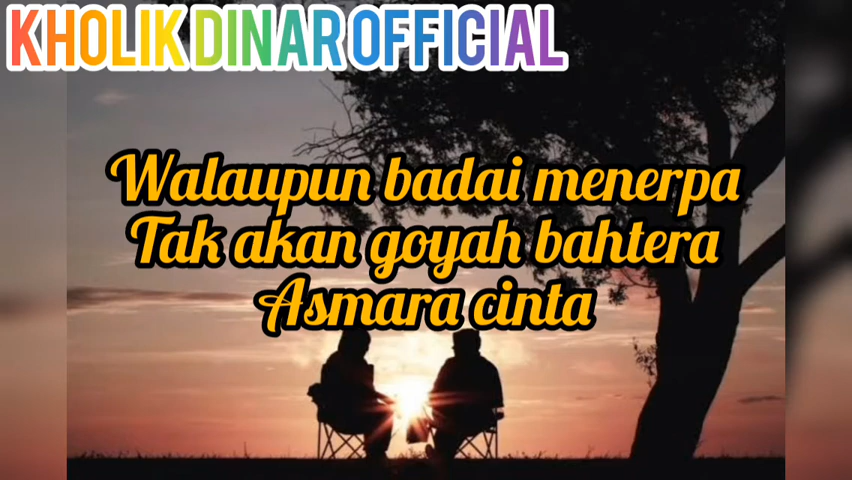 KHOLIK DINAR OFFICIAL
Walaupun badai menerpa
Tak akan goyah bahtera
Asmara cinta